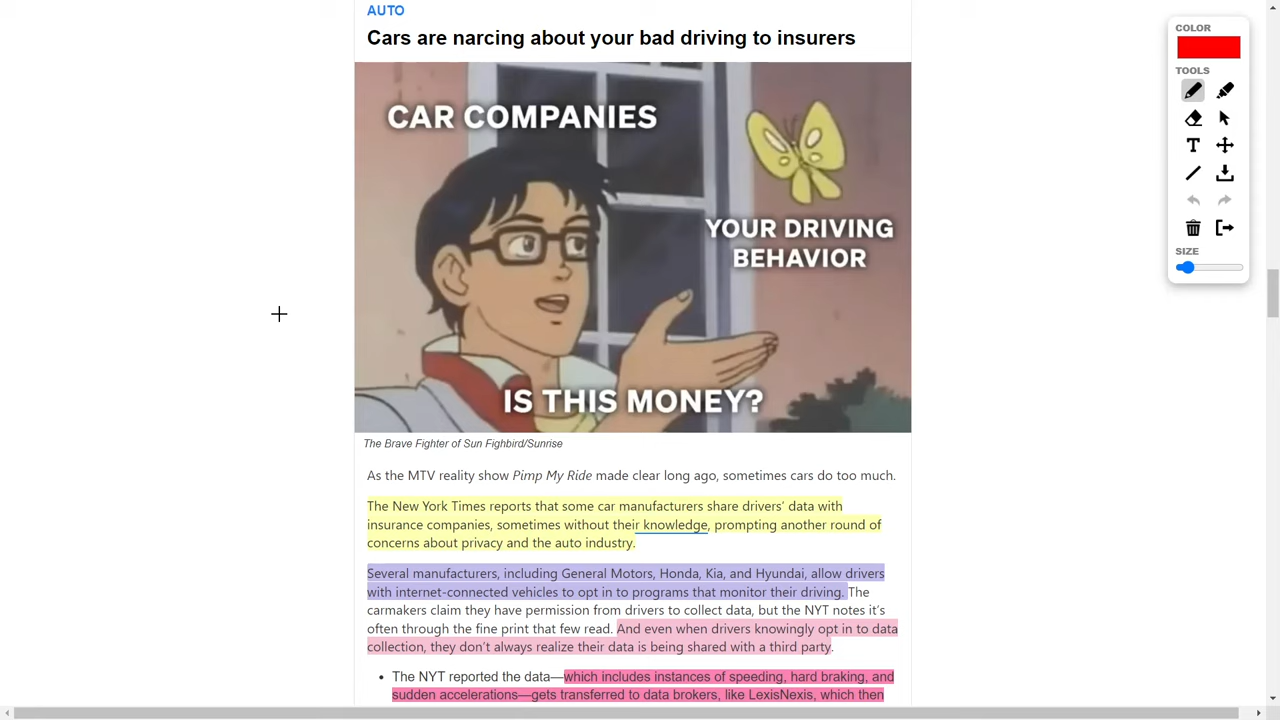 AUTO
Cars are narcing about your bad driving to insurers
CAR COMPANIES
YOUR DRIVING
BEHAVIOR
IS THIS MONEY?
The Brave Fighter of Sun Fighbird/Sunrise
As the MTV reality show Pimp My Ride made clear long ago, sometimes cars do too much.
The New York Times reports that some car manufacturers share drivers’ data with
insurance companies, sometimes without their knowledge, prompting another round of
concerns about privacy and the auto industry.
Several manufacturers, including General Motors, Honda, Kia, and Hyundai, allow drivers
with internet-connected vehicles to opt in to programs that monitor their driving. The
carmakers claim they have permission from drivers to collect data, but the NYT notes it’s
often through the fine print that few read. And even when drivers knowingly opt in to data
collection, they don’t always realize their data is being shared with a third party.
• The NYT reported the data—which includes instances of speeding, hard braking, and
sudden accelerations—gets transferred to data brokers, like LexisNexis, which then
COLOR
TOOLS
T
SIZE